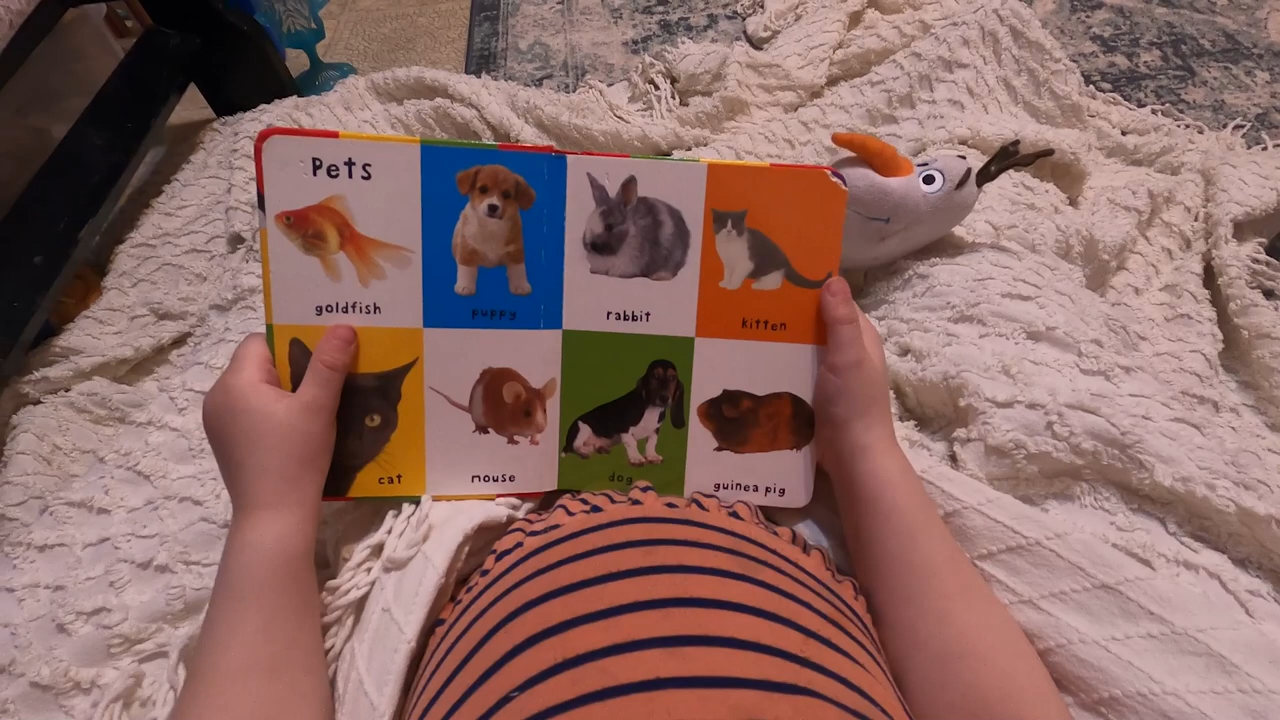 Pets
goldfish
puppy
rabbit
kitten
cat
mouse
dog
guinea pig